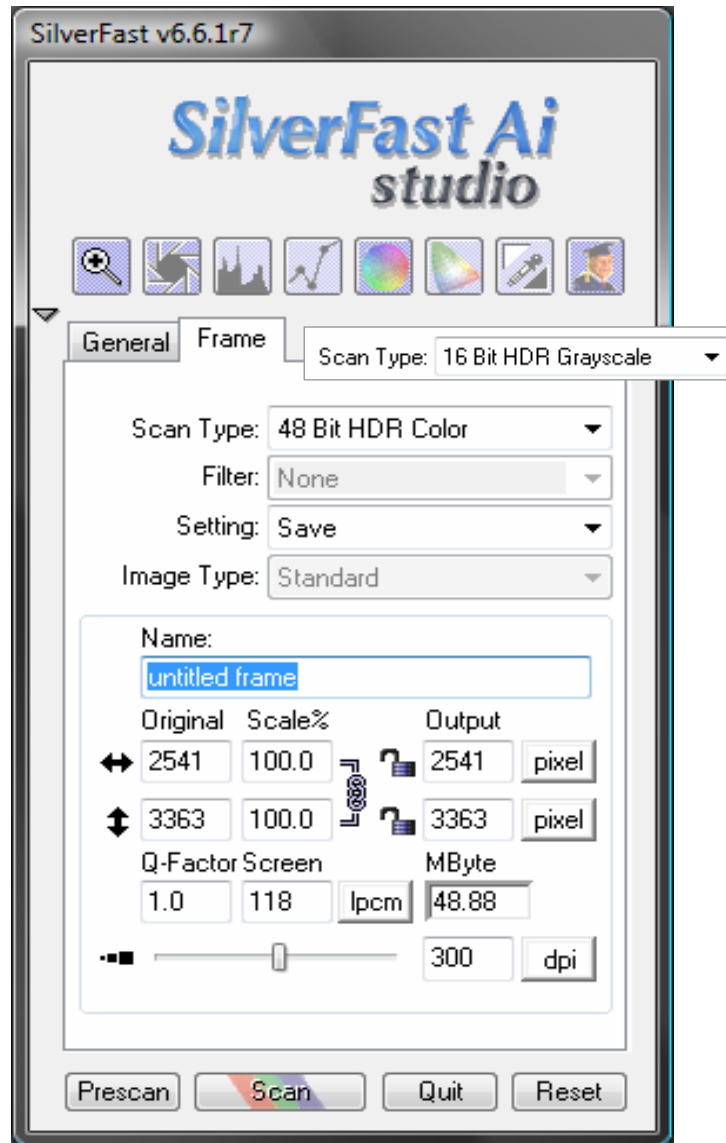 SilverFast v6.6.1r7
SilverFast Ai
studio
General Frame
Scan Type: 16 Bit HDR Grayscale
Scan Type: 48 Bit HDR Color
Filter: None
Setting: Save
Image Type: Standard
Name:
untitled frame
Original Scale% Output
2541 100.0 2541 pixel
3363 100.0 3363 pixel
Q-Factor Screen MByte
1.0 118 lpcm 48.88
300 dpi
Prescan Scan Quit Reset